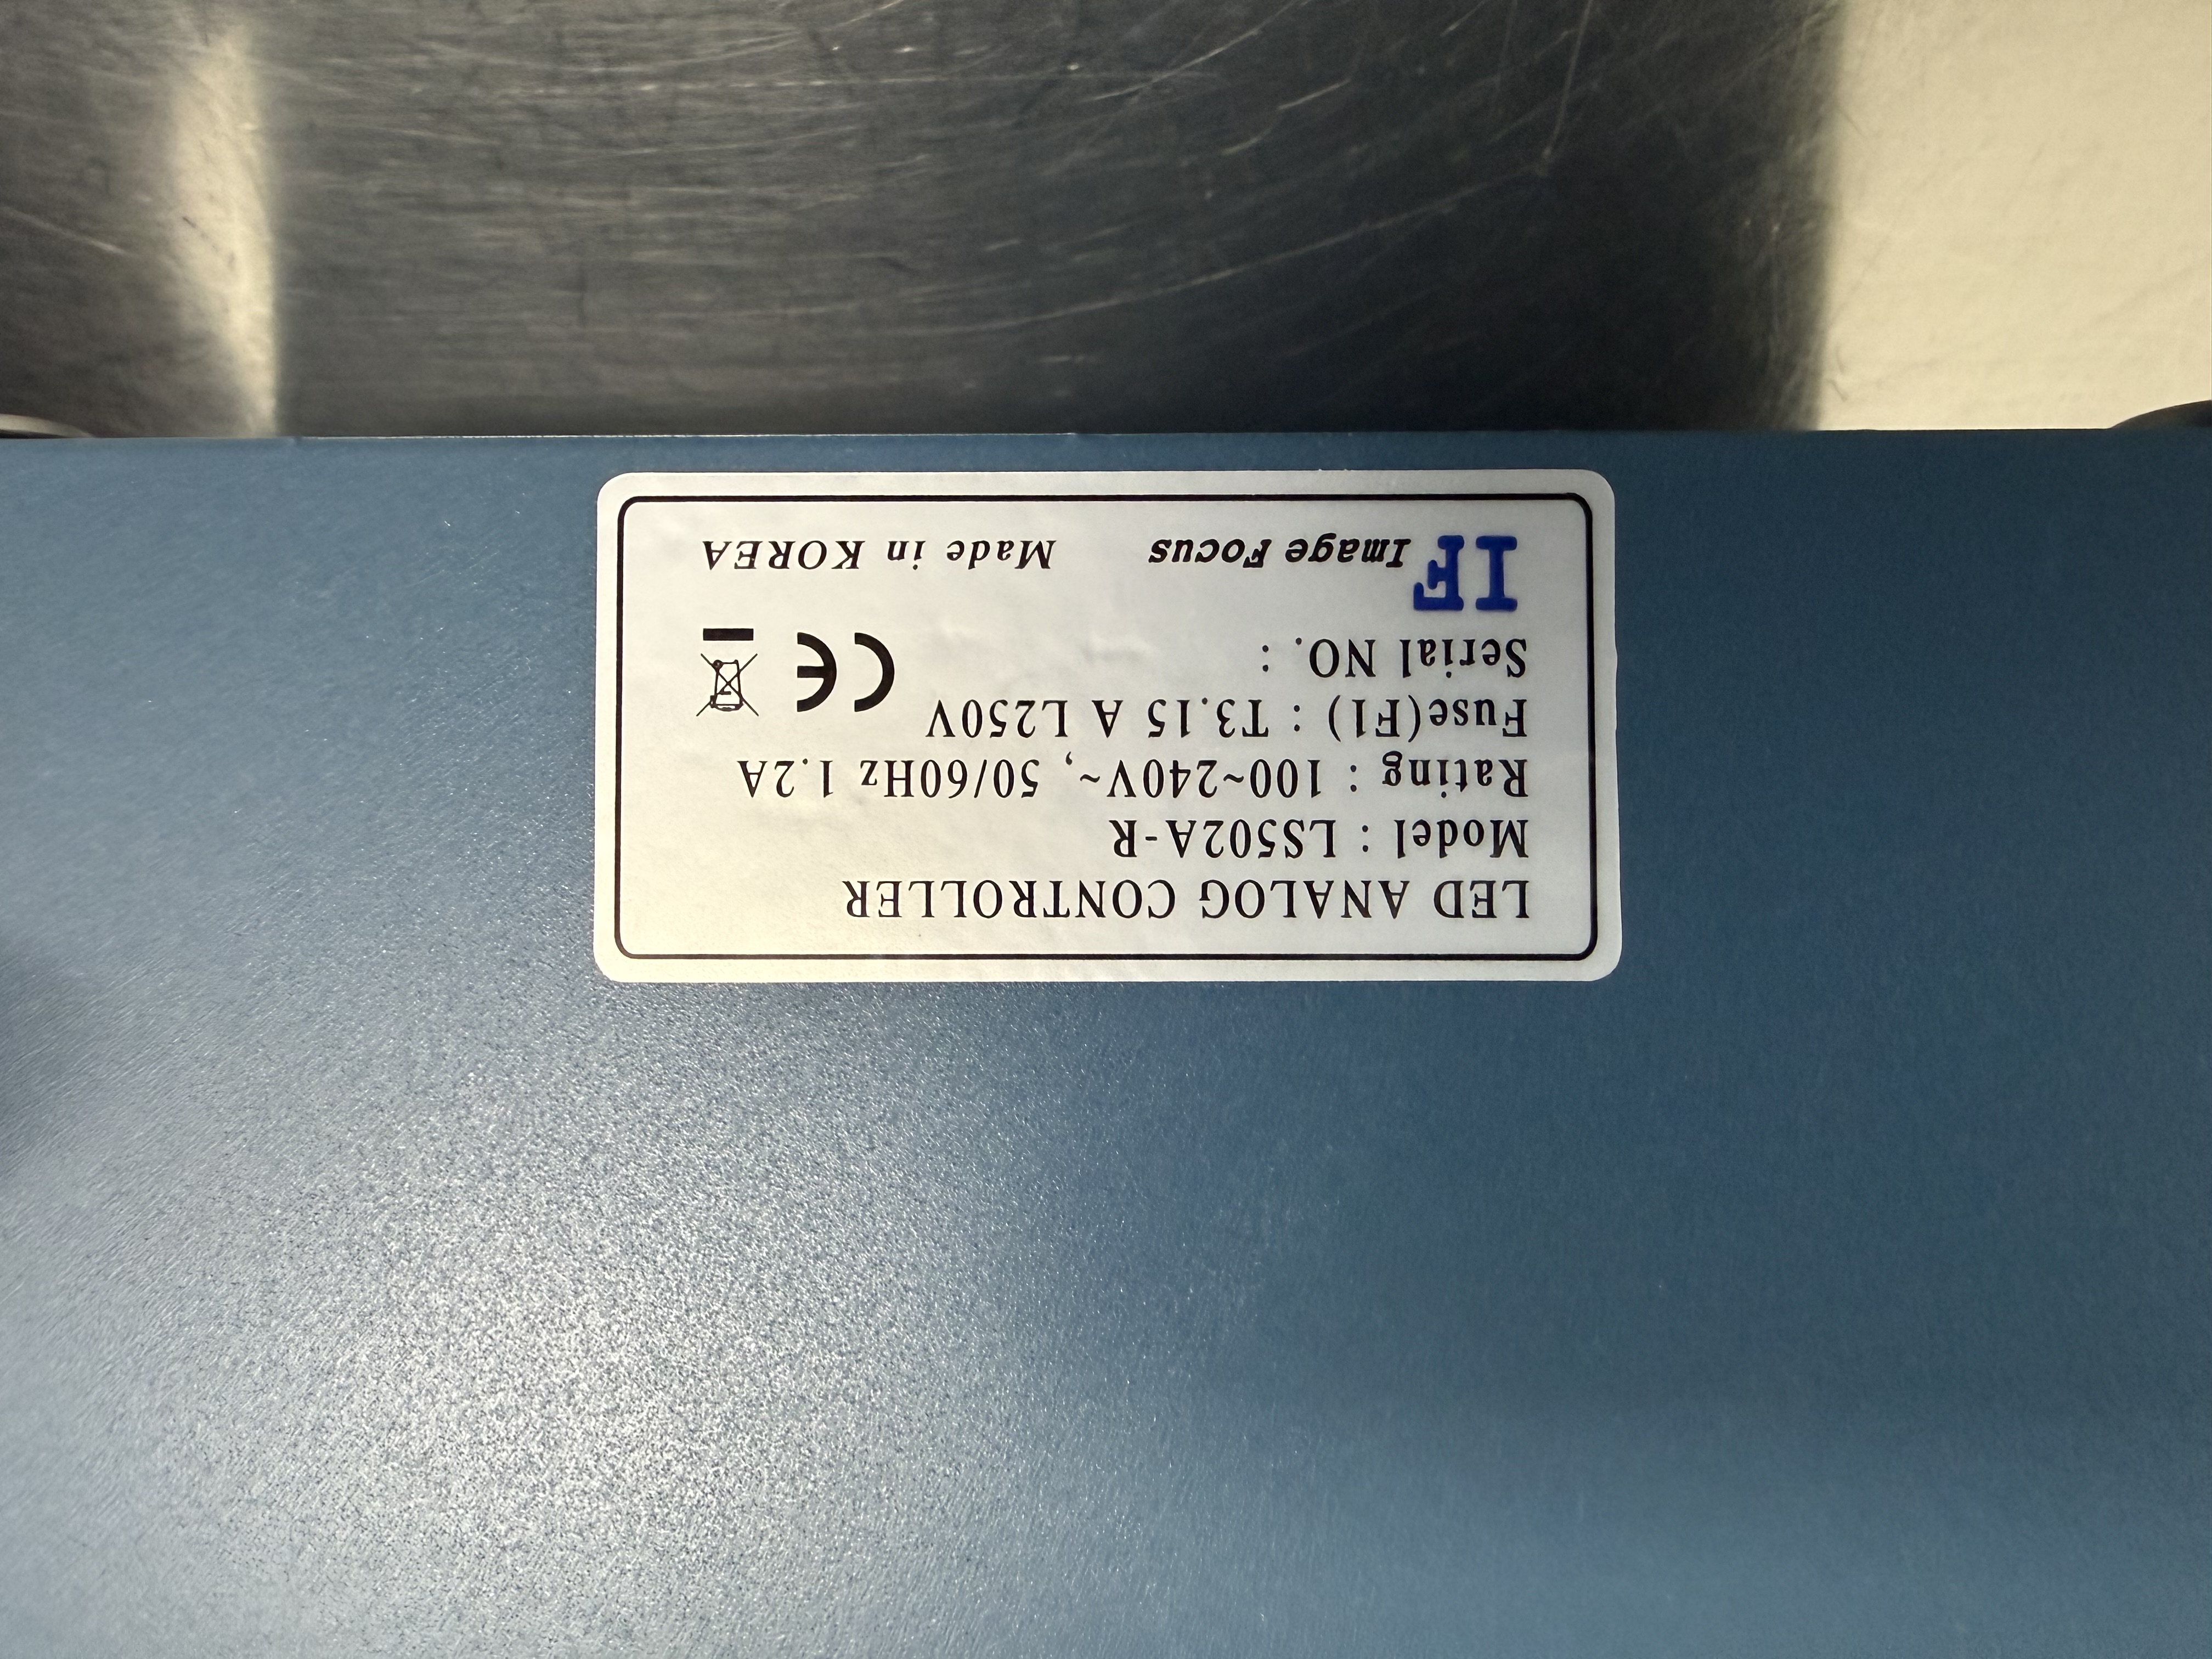 LED ANALOG CONTROLLER
Model : LS502A-R
Rating : 100~240V~, 50/60Hz 1.2A
Fuse(F1) : T3.15 A L250V
Serial NO. :
CE
IF Image Focus Made in KOREA